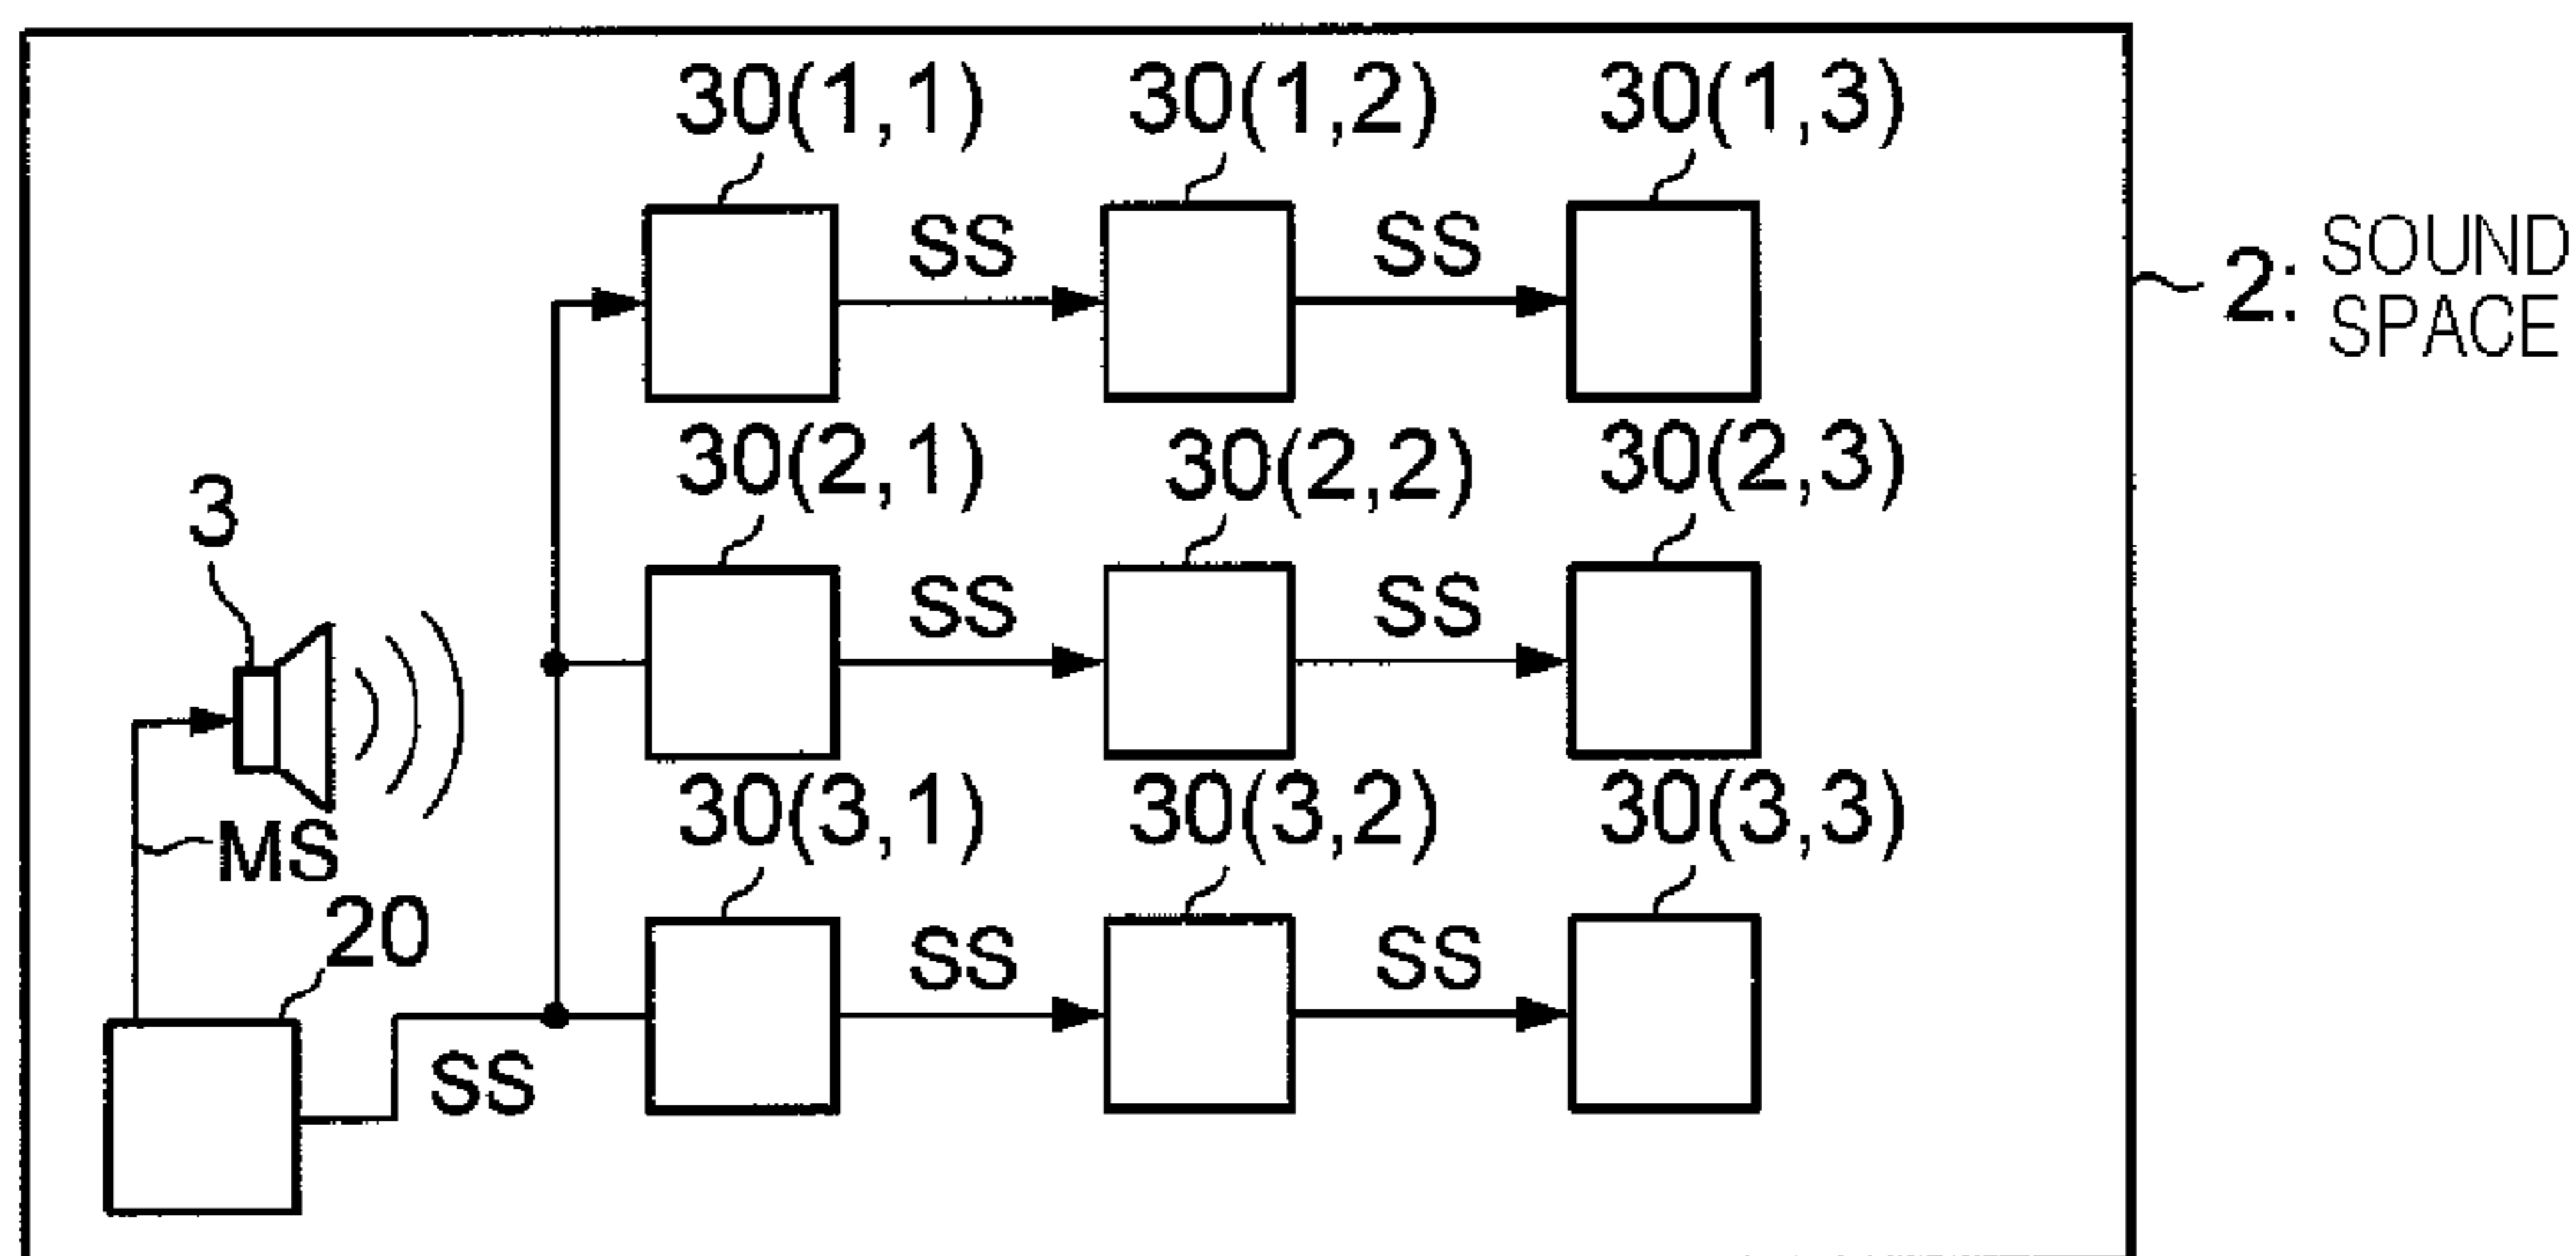 30(1,1) 30(1,2) 30(1,3)
SS SS
2: SOUND
SPACE
30(2,1) 30(2,2) 30(2,3)
3
SS SS
30(3,1) 30(3,2) 30(3,3)
MS
20
SS SS
SS